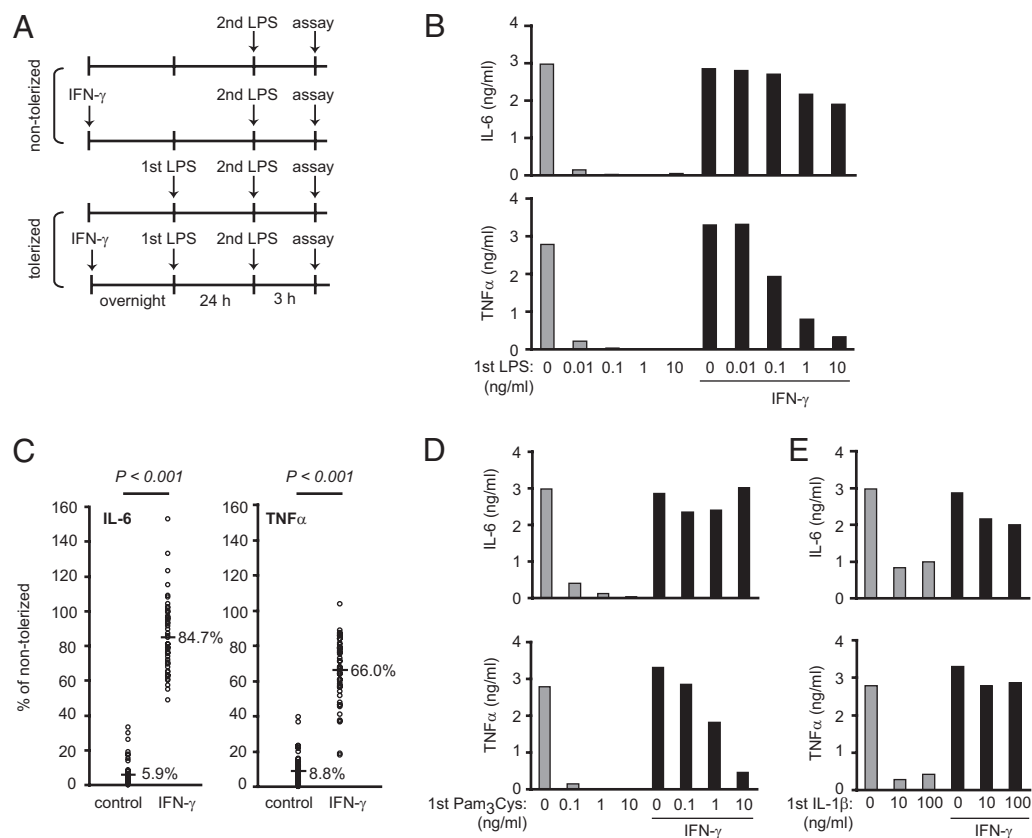 A
2nd LPS assay
non-tolerized
IFN-γ
2nd LPS assay
1st LPS 2nd LPS assay
tolerized
IFN-γ 1st LPS 2nd LPS assay
overnight 24 h 3 h
B
IL-6 (ng/ml)
4
3
2
1
0
TNFα (ng/ml)
4
3
2
1
0
1st LPS: 0 0.01 0.1 1 10 0 0.01 0.1 1 10
(ng/ml)
IFN-γ
C
P < 0.001 P < 0.001
% of non-tolerized
IL-6
160
140
120
100
80
60
40
20
0
84.7%
5.9%
control IFN-γ
TNFα
160
140
120
100
80
60
40
20
0
66.0%
8.8%
control IFN-γ
D
IL-6 (ng/ml)
4
3
2
1
0
TNFα (ng/ml)
4
3
2
1
0
1st Pam3Cys: 0 0.1 1 10 0 0.1 1 10
(ng/ml)
IFN-γ
E
IL-6 (ng/ml)
4
3
2
1
0
TNFα (ng/ml)
4
3
2
1
0
1st IL-1β: 0 10 100 0 10 100
(ng/ml)
IFN-γ